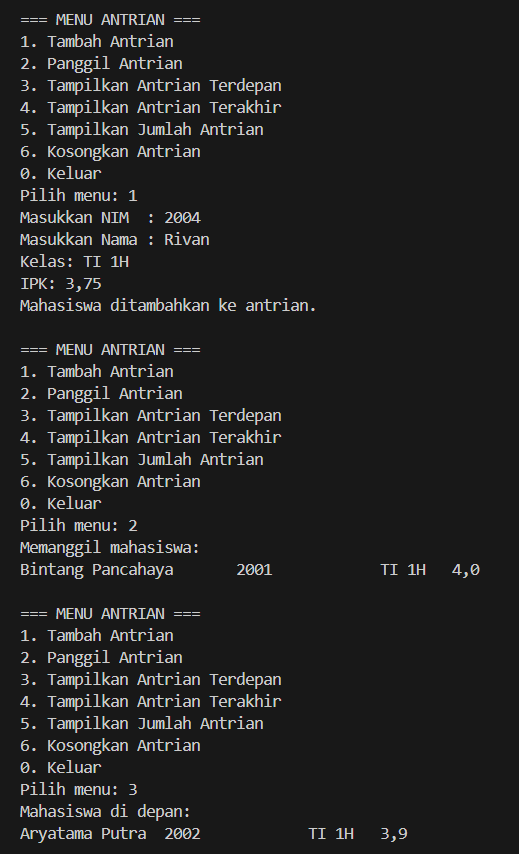 === MENU ANTRIAN ===
1. Tambah Antrian
2. Panggil Antrian
3. Tampilkan Antrian Terdepan
4. Tampilkan Antrian Terakhir
5. Tampilkan Jumlah Antrian
6. Kosongkan Antrian
0. Keluar
Pilih menu: 1
Masukkan NIM  : 2004
Masukkan Nama : Rivan
Kelas: TI 1H
IPK: 3,75
Mahasiswa ditambahkan ke antrian.

=== MENU ANTRIAN ===
1. Tambah Antrian
2. Panggil Antrian
3. Tampilkan Antrian Terdepan
4. Tampilkan Antrian Terakhir
5. Tampilkan Jumlah Antrian
6. Kosongkan Antrian
0. Keluar
Pilih menu: 2
Memanggil mahasiswa:
Bintang Pancahaya       2001            TI 1H   4,0

=== MENU ANTRIAN ===
1. Tambah Antrian
2. Panggil Antrian
3. Tampilkan Antrian Terdepan
4. Tampilkan Antrian Terakhir
5. Tampilkan Jumlah Antrian
6. Kosongkan Antrian
0. Keluar
Pilih menu: 3
Mahasiswa di depan:
Aryatama Putra  2002            TI 1H   3,9